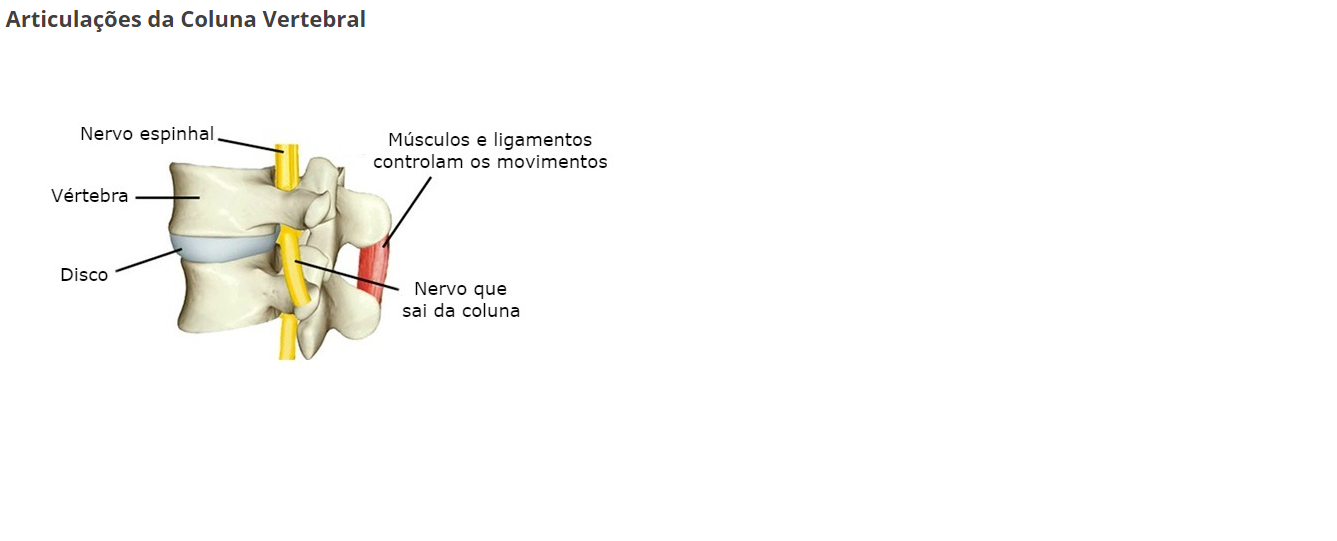 Articulações da Coluna Vertebral
Nervo espinhal
Músculos e ligamentos
controlam os movimentos
Vértebra
Disco
Nervo que
sai da coluna